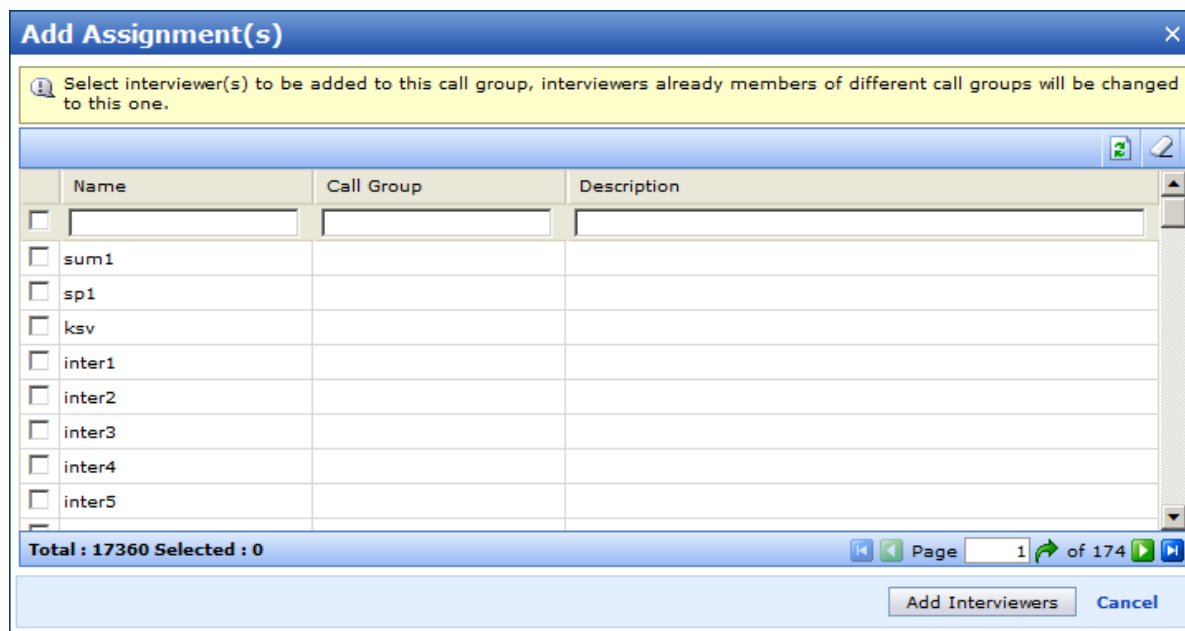 Add Assignment(s)
Select interviewer(s) to be added to this call group, interviewers already members of different call groups will be changed
to this one.
Name Call Group Description
sum1
sp1
ksv
inter1
inter2
inter3
inter4
inter5
Total : 17360 Selected : 0 Page 1 of 174
Add Interviewers Cancel